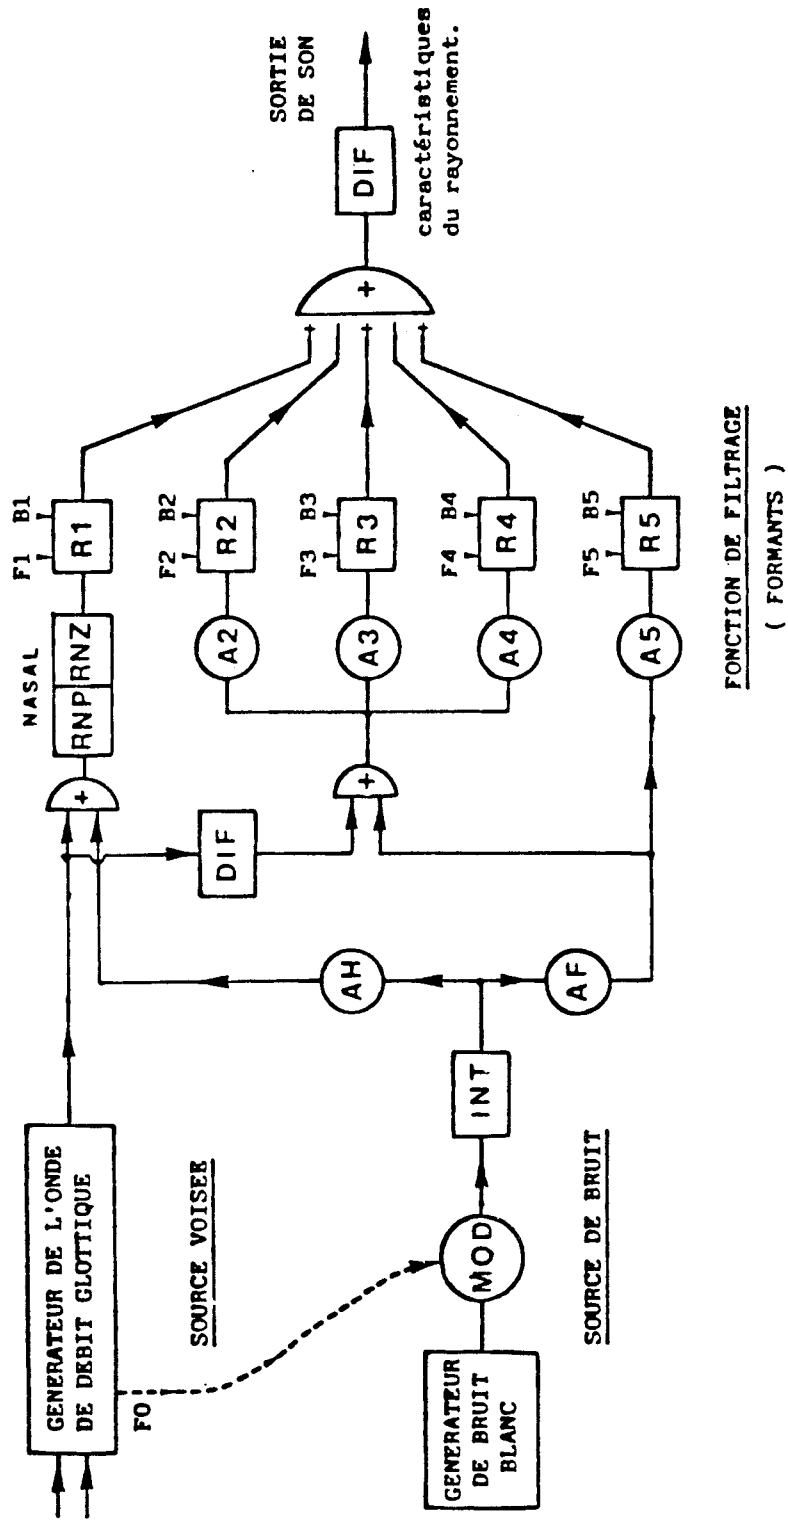 GENERATEUR DE L'ONDE
DE DEBIT GLOTTIQUE
FO
SOURCE VOISEE
GENERATEUR
DE BRUIT
BLANC
MOD
INT
SOURCE DE BRUIT
AH
AF
DIF
+
+
NASAL
RNP
RNZ
A2
A3
A4
A5
F1 B1
R1
F2 B2
R2
F3 B3
R3
F4 B4
R4
F5 B5
R5
FONCTION DE FILTRAGE
( FORMANTS )
+
+
+
+
DIF
SORTIE
DE SON
caractéristiques
du rayonnement.